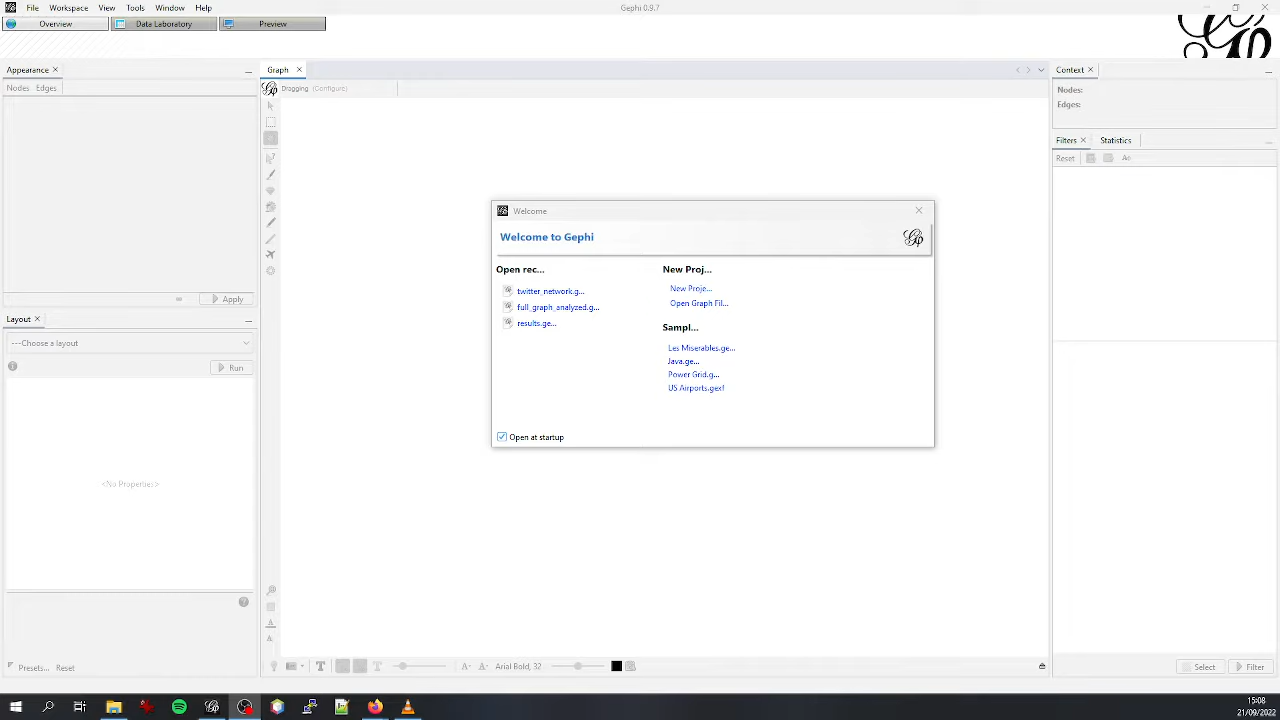 Gephi 0.9.7
File Workspace View Tools Window Help
Overview Data Laboratory Preview
Appearance
Nodes Edges
Apply
Layout
---Choose a layout
Run
<No Properties>
Presets... Reset
Graph
Dragging (Configure)
Welcome
Welcome to Gephi
Open rec...
twitter_network.g...
full_graph_analyzed.g...
results.ge...
New Proj...
New Proje...
Open Graph Fil...
Sampl...
Les Miserables.ge...
Java.ge...
Power Grid.g...
US Airports.gexf
Open at startup
Arial Bold, 32
Context
Nodes:
Edges:
Filters Statistics
Reset
Select Filter
15:08
21/09/2022